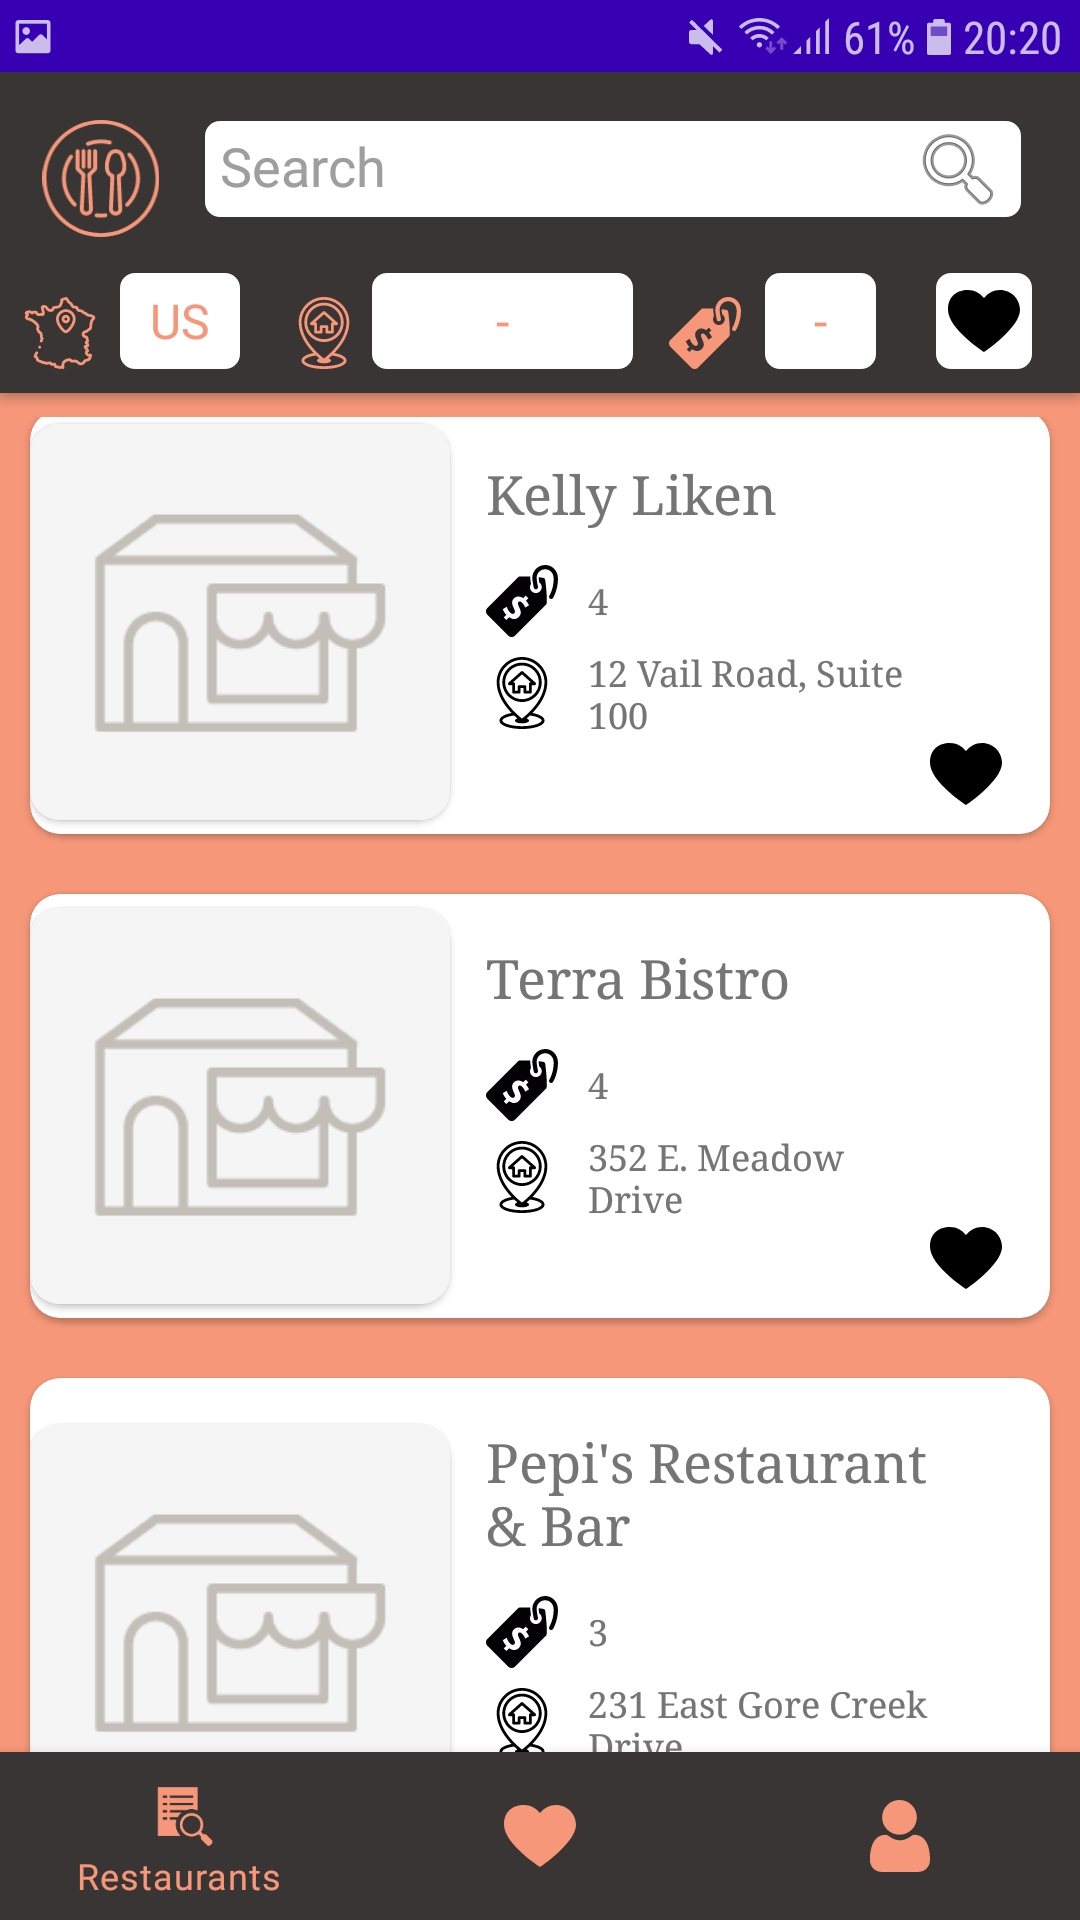 61% 20:20
Search
US - -
Kelly Liken
4
12 Vail Road, Suite
100
Terra Bistro
4
352 E. Meadow
Drive
Pepi's Restaurant
& Bar
3
231 East Gore Creek
Drive
Restaurants